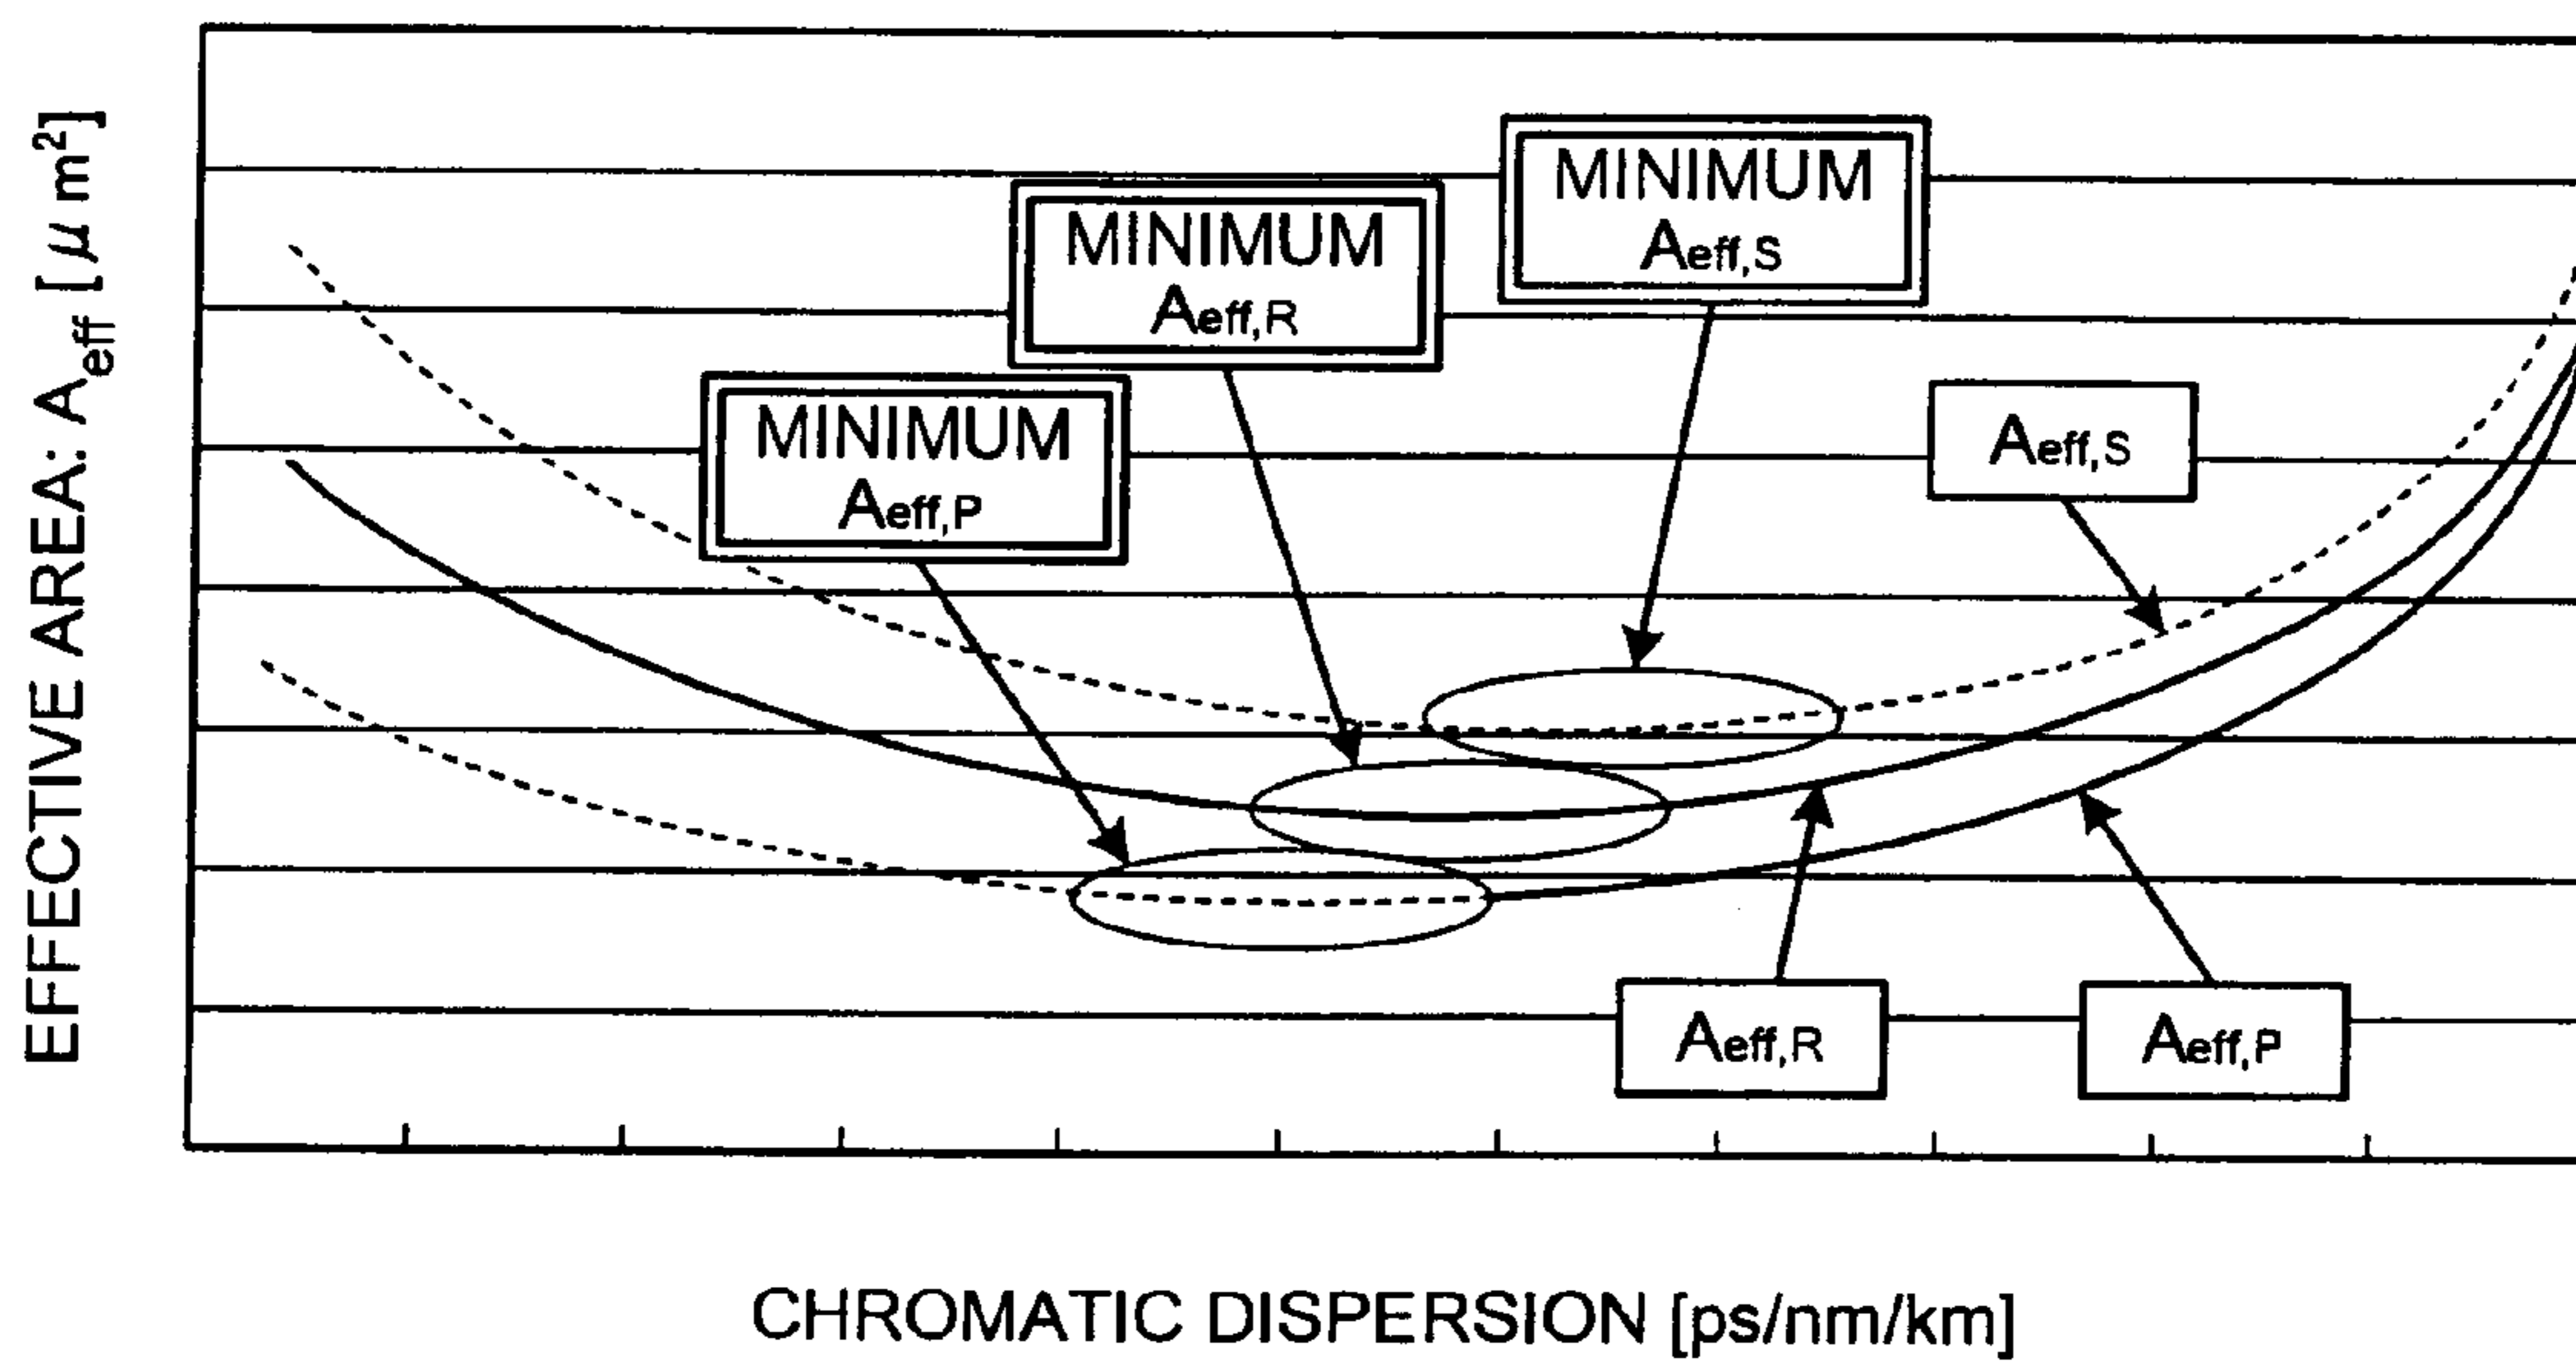 EFFECTIVE AREA: Aeff [μm²]
MINIMUM
Aeff,S
MINIMUM
Aeff,R
MINIMUM
Aeff,P
Aeff,S
Aeff,R
Aeff,P
CHROMATIC DISPERSION [ps/nm/km]